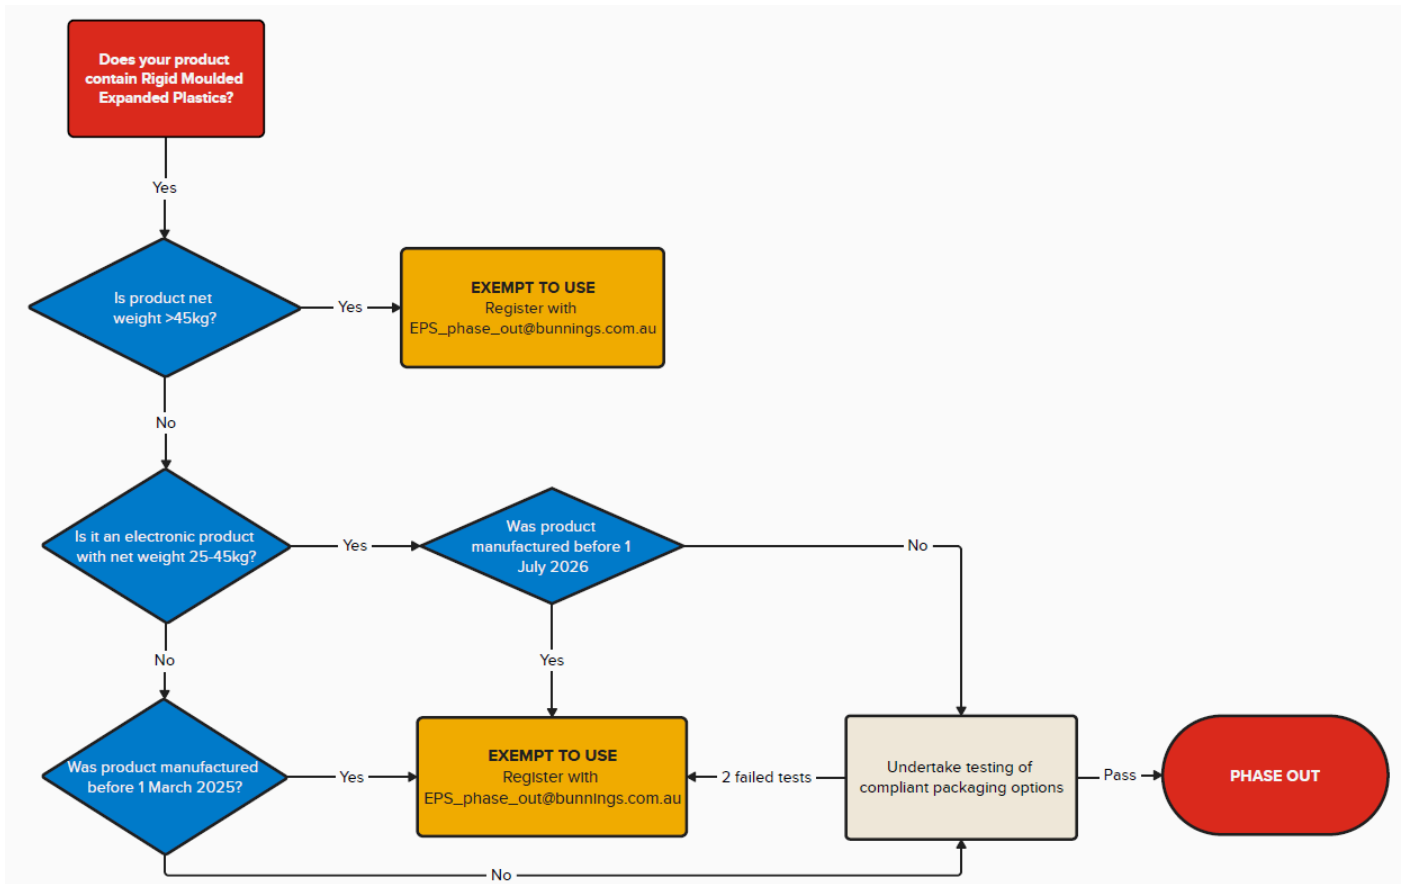 Does your product
contain Rigid Moulded
Expanded Plastics?
Yes
Is product net
weight >45kg?
Yes
EXEMPT TO USE
Register with
EPS_phase_out@bunnings.com.au
No
Is it an electronic product
with net weight 25-45kg?
Yes
Was product
manufactured before 1
July 2026
No
No
Yes
Was product manufactured
before 1 March 2025?
Yes
EXEMPT TO USE
Register with
EPS_phase_out@bunnings.com.au
2 failed tests
Undertake testing of
compliant packaging options
Pass
PHASE OUT
No